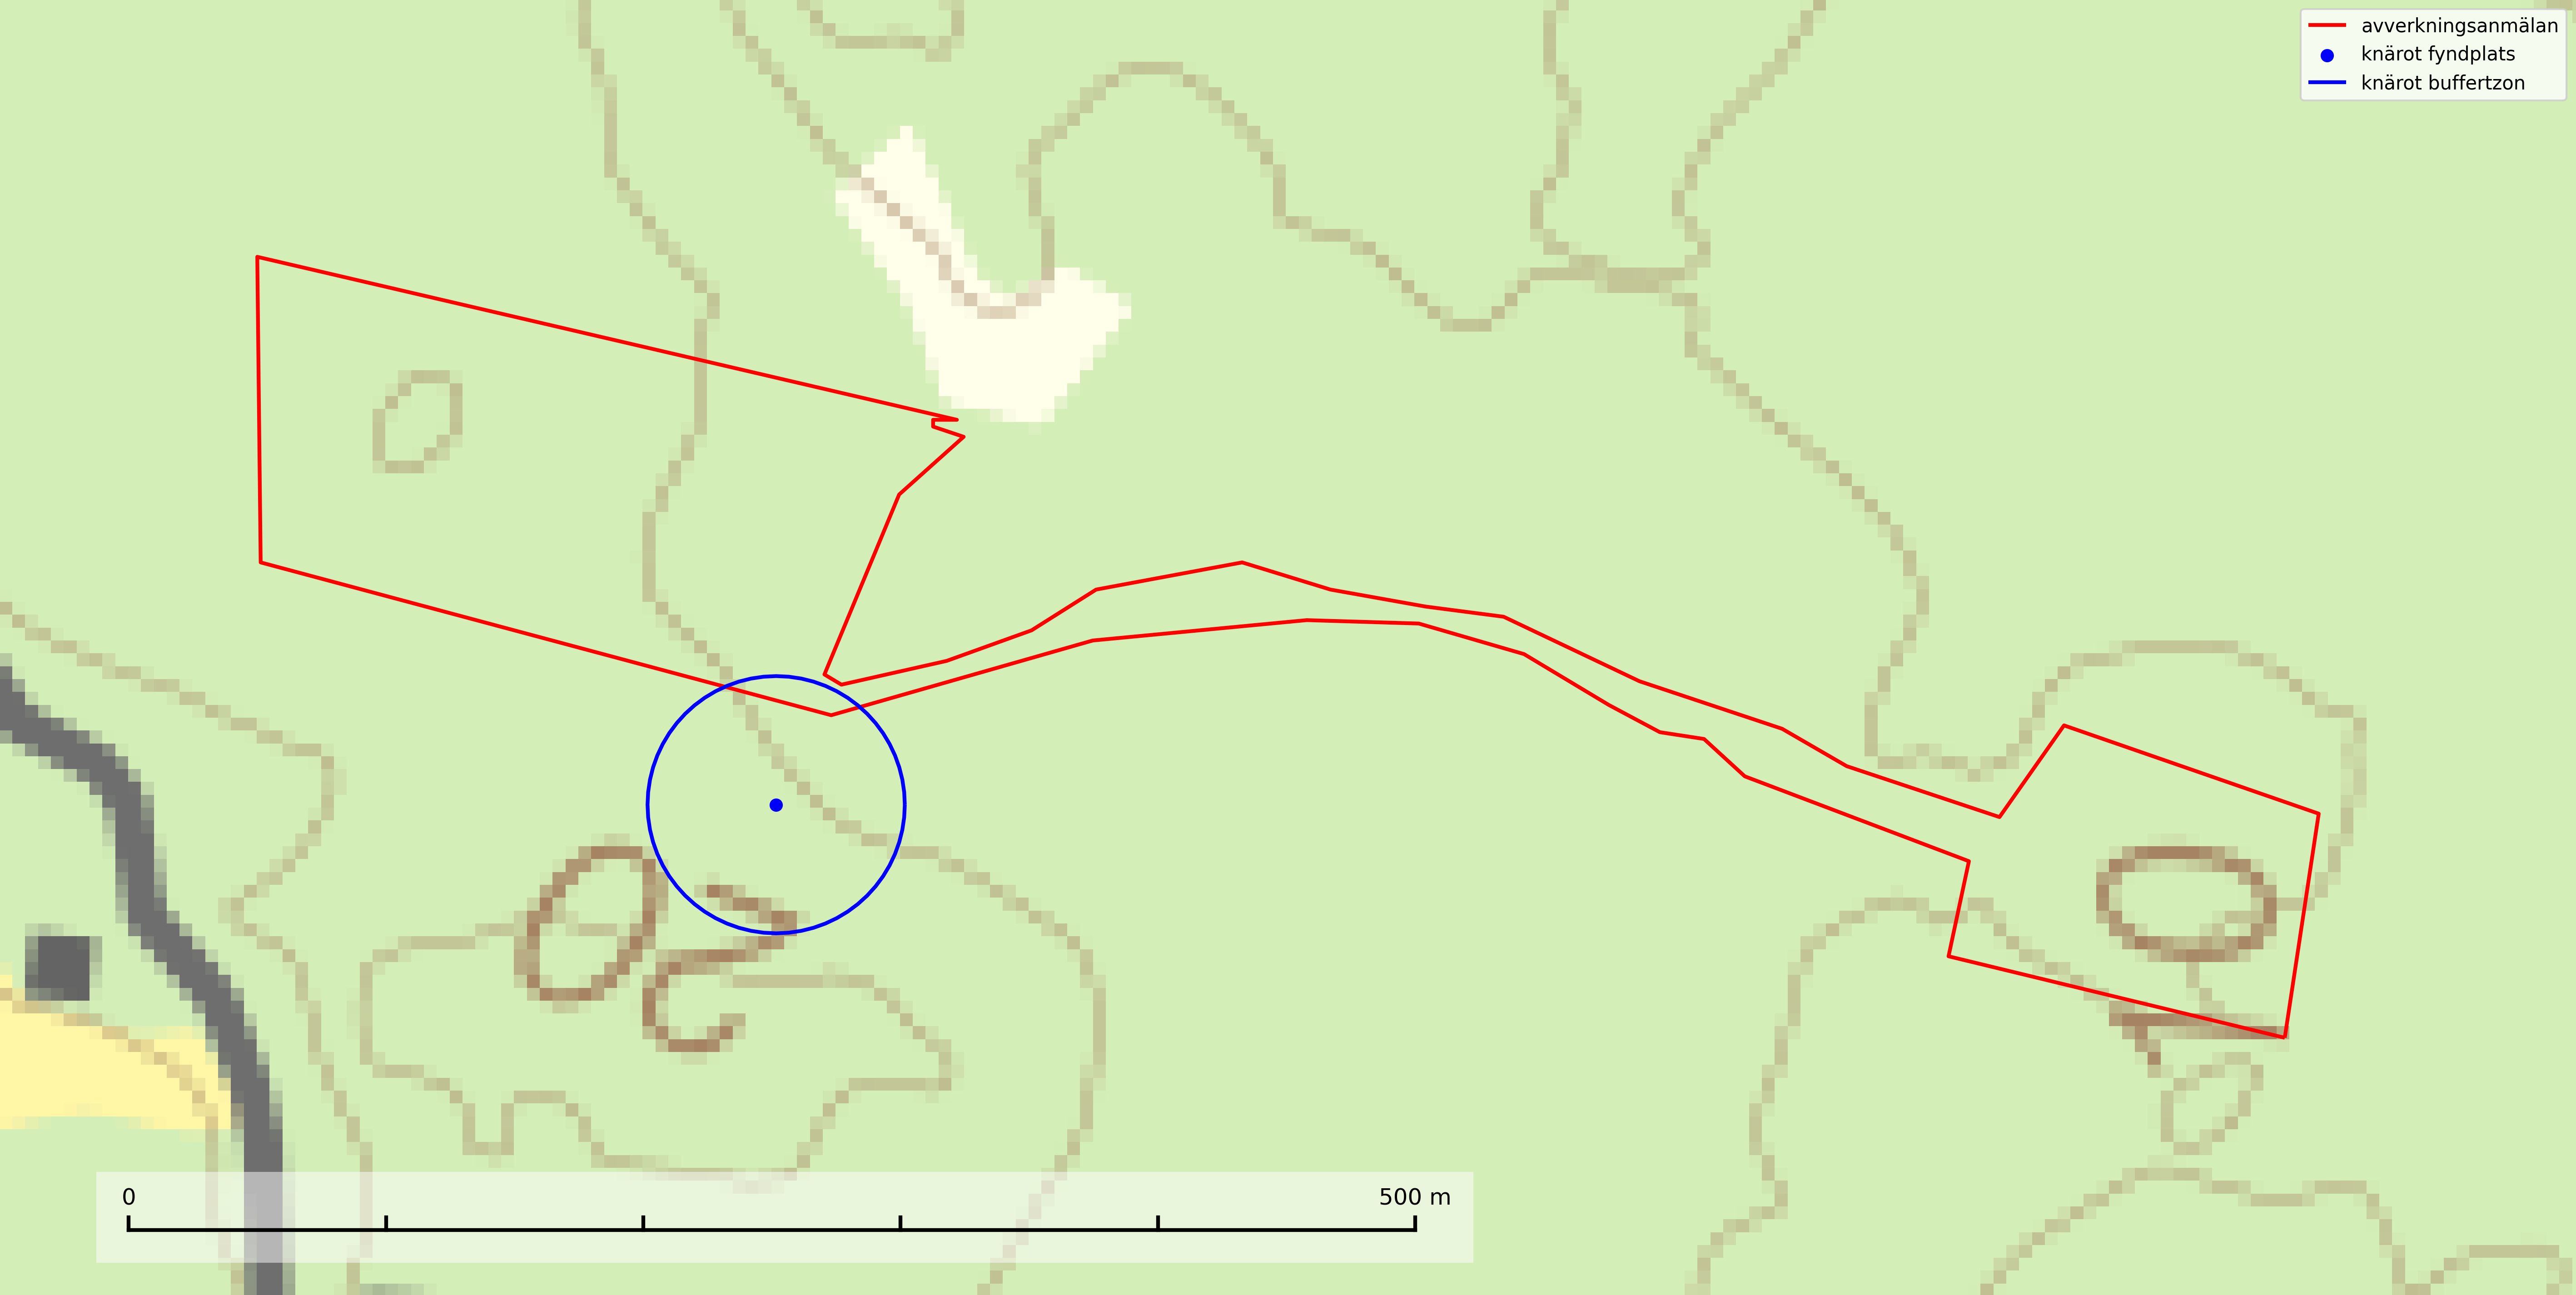 avverkningsanmälan
knärot fyndplats
knärot buffertzon
0 500 m